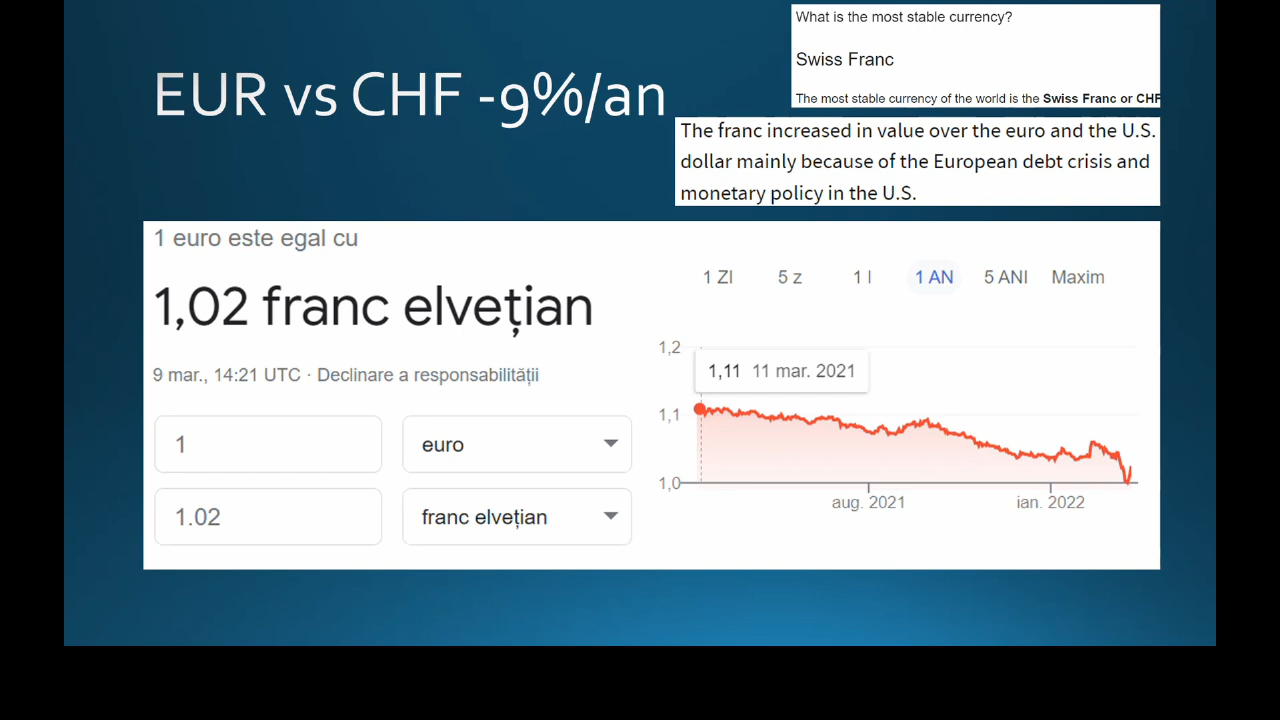 EUR vs CHF -9%/an
What is the most stable currency?
Swiss Franc
The most stable currency of the world is the Swiss Franc or CHF
The franc increased in value over the euro and the U.S.
dollar mainly because of the European debt crisis and
monetary policy in the U.S.
1 euro este egal cu
1,02 franc elvețian
9 mar., 14:21 UTC · Declinare a responsabilității
1 euro
1.02 franc elvețian
1 ZI 5 z 1 l 1 AN 5 ANI Maxim
1,2
1,11 11 mar. 2021
1,1
1,0
aug. 2021 ian. 2022